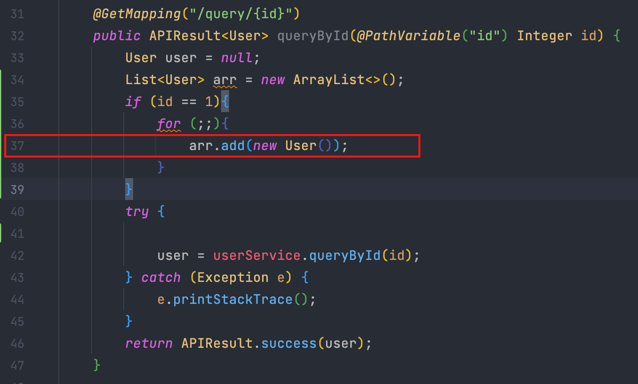 31 @GetMapping("/query/{id}")
32 public APIResult<User> queryById(@PathVariable("id") Integer id) {
33 User user = null;
34 List<User> arr = new ArrayList<>();
35 if (id == 1){
36 for (;;){
37 arr.add(new User());
38 }
39 }
40 try {
41
42 user = userService.queryById(id);
43 } catch (Exception e) {
44 e.printStackTrace();
45 }
46 return APIResult.success(user);
47 }